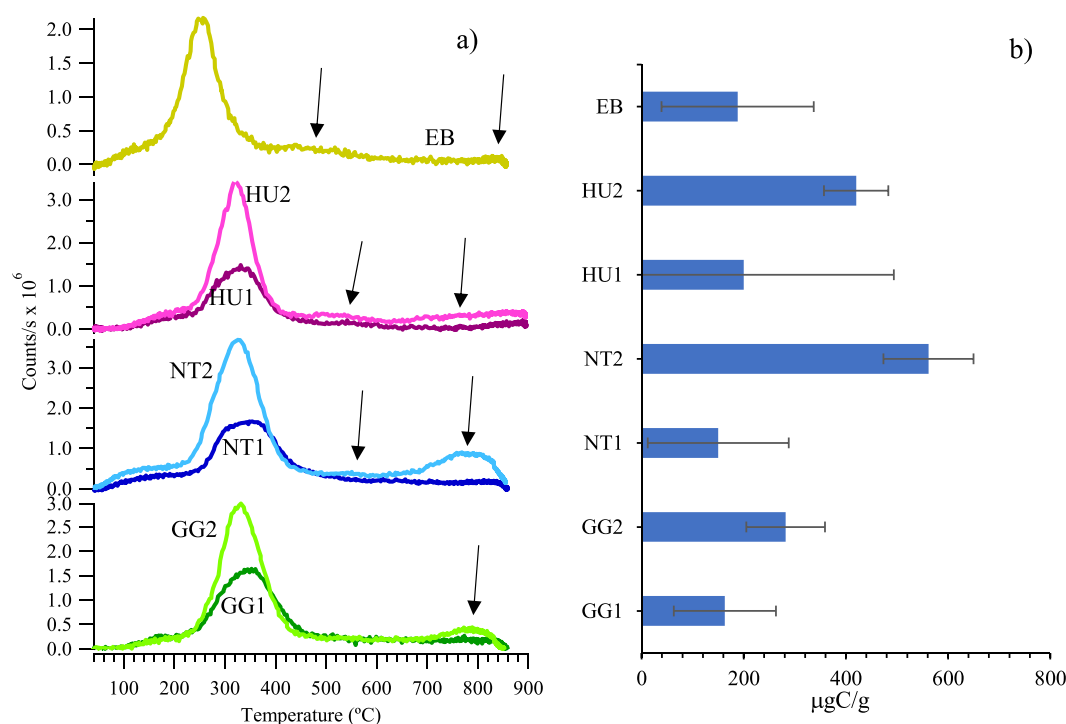 a)
2.0
1.5
1.0
0.5
0.0
EB
3.0
2.0
1.0
0.0
HU2
HU1
3.0
2.0
1.0
0.0
NT2
NT1
3.0
2.5
2.0
1.5
1.0
0.5
0.0
GG2
GG1
Counts/s x 10⁶
100 200 300 400 500 600 700 800 900
Temperature (ºC)
b)
EB
HU2
HU1
NT2
NT1
GG2
GG1
0 200 400 600 800
µgC/g